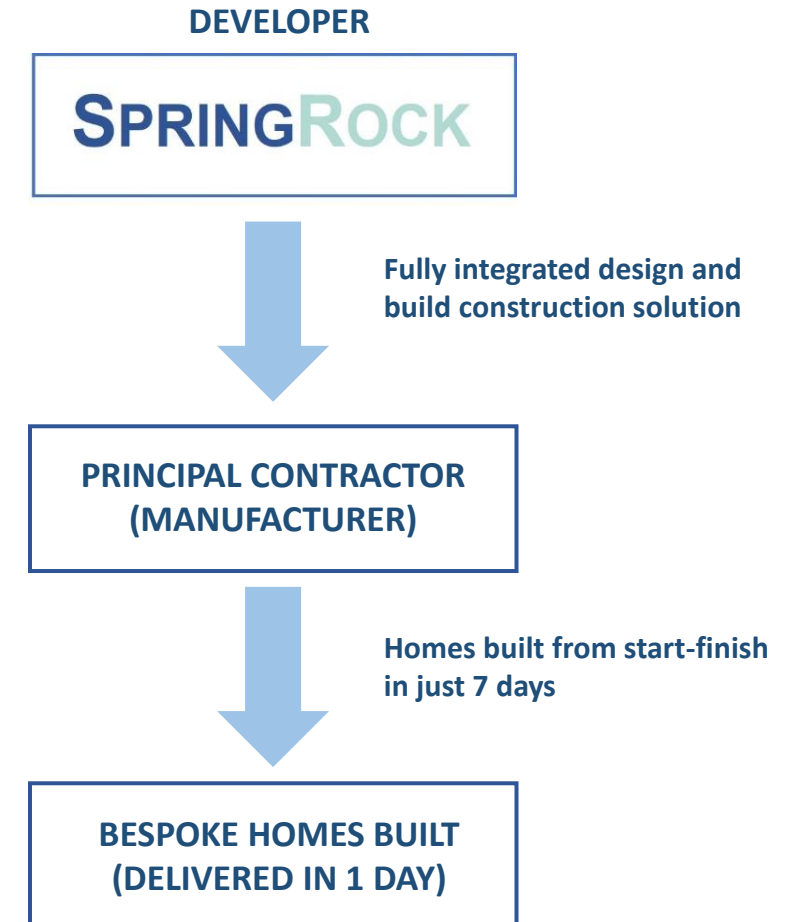 DEVELOPER
SPRINGROCK
Fully integrated design and
build construction solution
PRINCIPAL CONTRACTOR
(MANUFACTURER)
Homes built from start-finish
in just 7 days
BESPOKE HOMES BUILT
(DELIVERED IN 1 DAY)